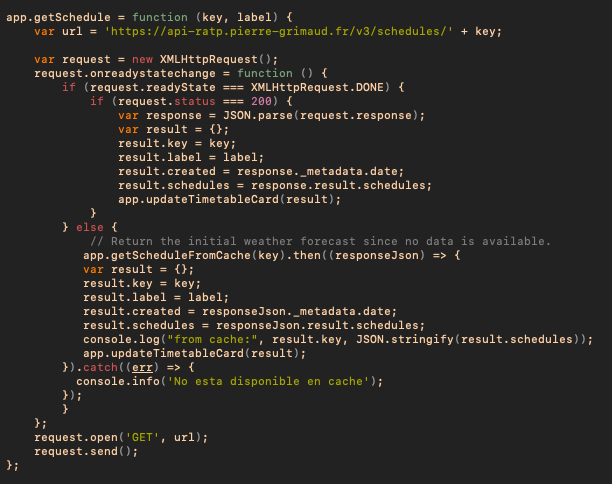 app.getSchedule = function (key, label) {
    var url = 'https://api-ratp.pierre-grimaud.fr/v3/schedules/' + key;

    var request = new XMLHttpRequest();
    request.onreadystatechange = function () {
        if (request.readyState === XMLHttpRequest.DONE) {
            if (request.status === 200) {
                var response = JSON.parse(request.response);
                var result = {};
                result.key = key;
                result.label = label;
                result.created = response._metadata.date;
                result.schedules = response.result.schedules;
                app.updateTimetableCard(result);
            }
        } else {
            // Return the initial weather forecast since no data is available.
           app.getScheduleFromCache(key).then((responseJson) => {
           var result = {};
           result.key = key;
           result.label = label;
           result.created = responseJson._metadata.date;
           result.schedules = responseJson.result.schedules;
           console.log("from cache:", result.key, JSON.stringify(result.schedules));
           app.updateTimetableCard(result);
        }).catch((err) => {
          console.info('No esta disponible en cache');
        });
        }
    };
    request.open('GET', url);
    request.send();
};